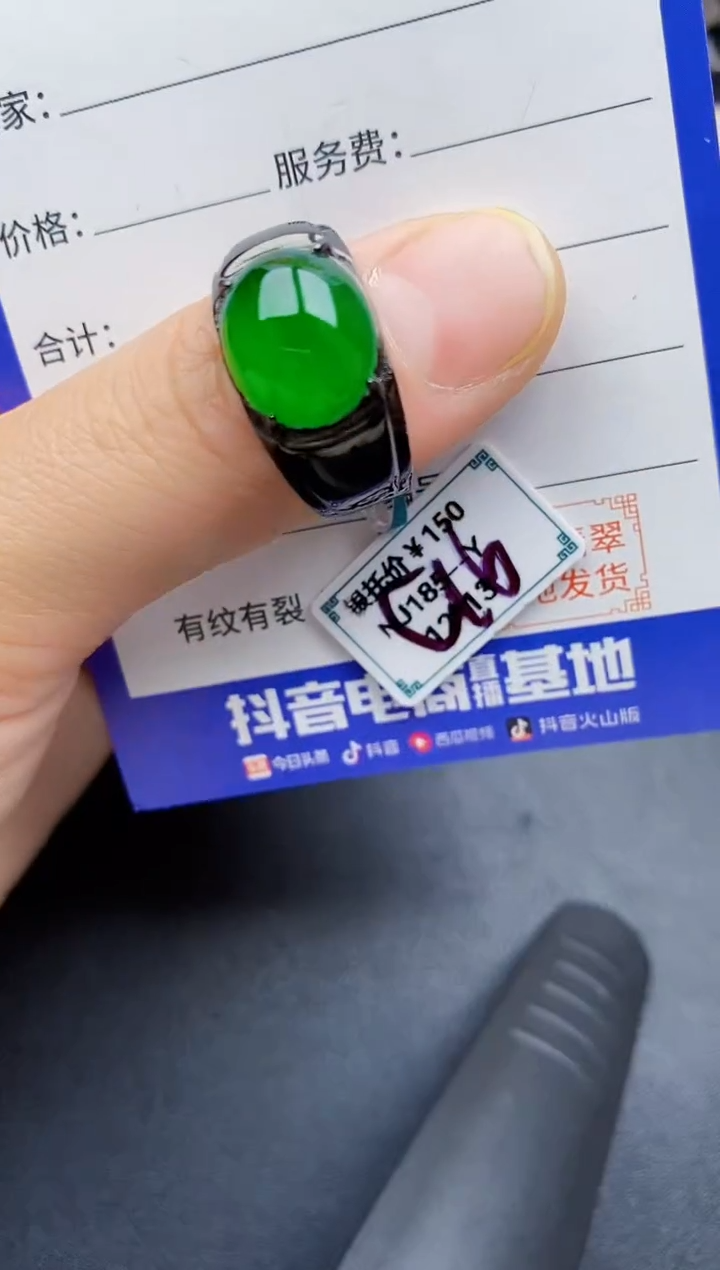 家：
服务费：
价格：
合计：
银托价￥150
有纹有裂
翠
地发货
抖音电商直播基地
今日头条 抖音 西瓜视频 抖音火山版